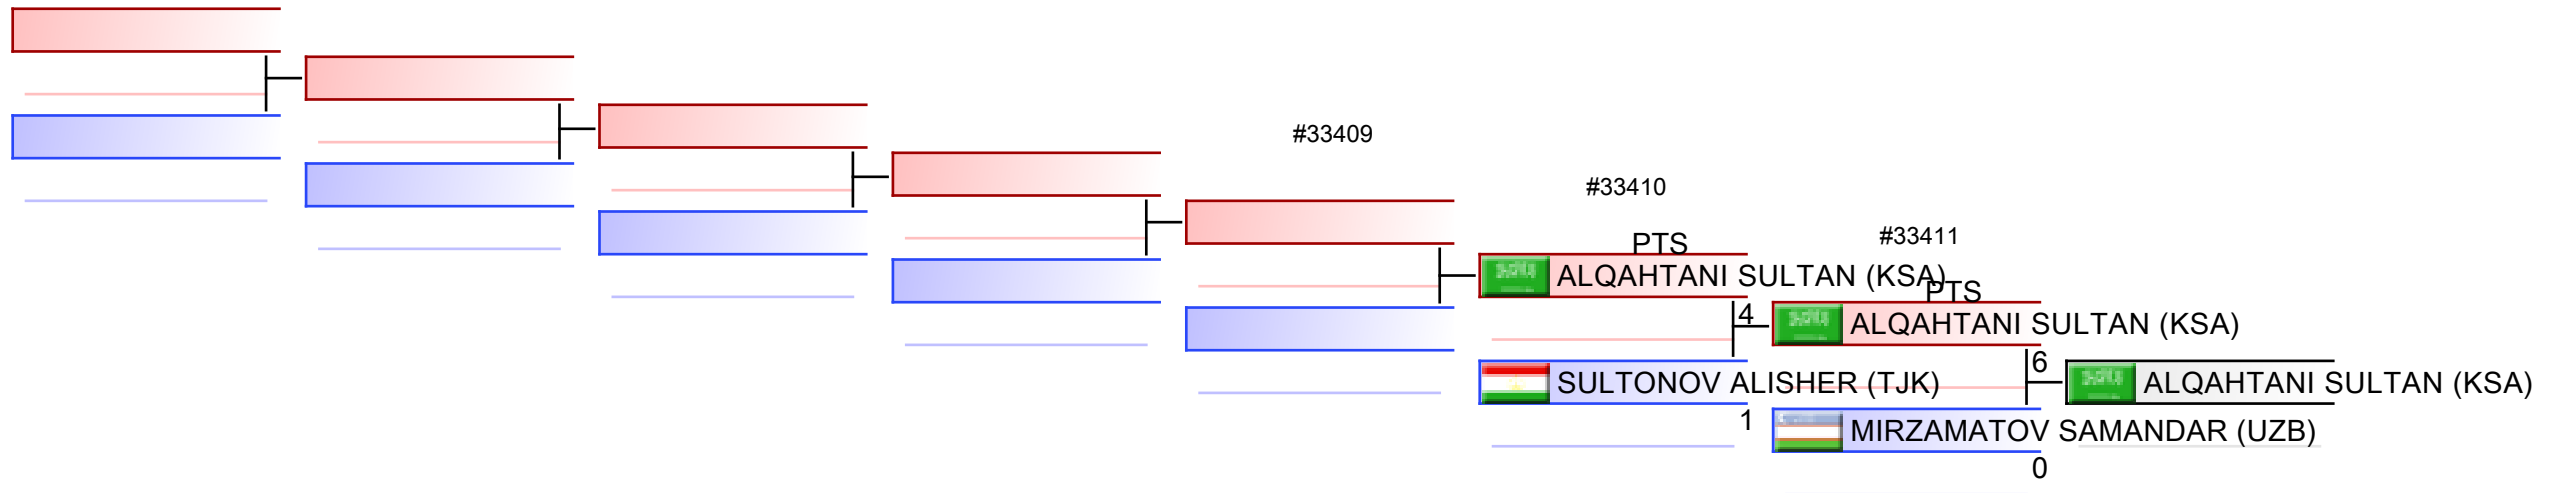 #33409
#33410
PTS
#33411
ALQAHTANI SULTAN (KSA)
PTS
4
ALQAHTANI SULTAN (KSA)
6
SULTONOV ALISHER (TJK)
ALQAHTANI SULTAN (KSA)
1
MIRZAMATOV SAMANDAR (UZB)
0